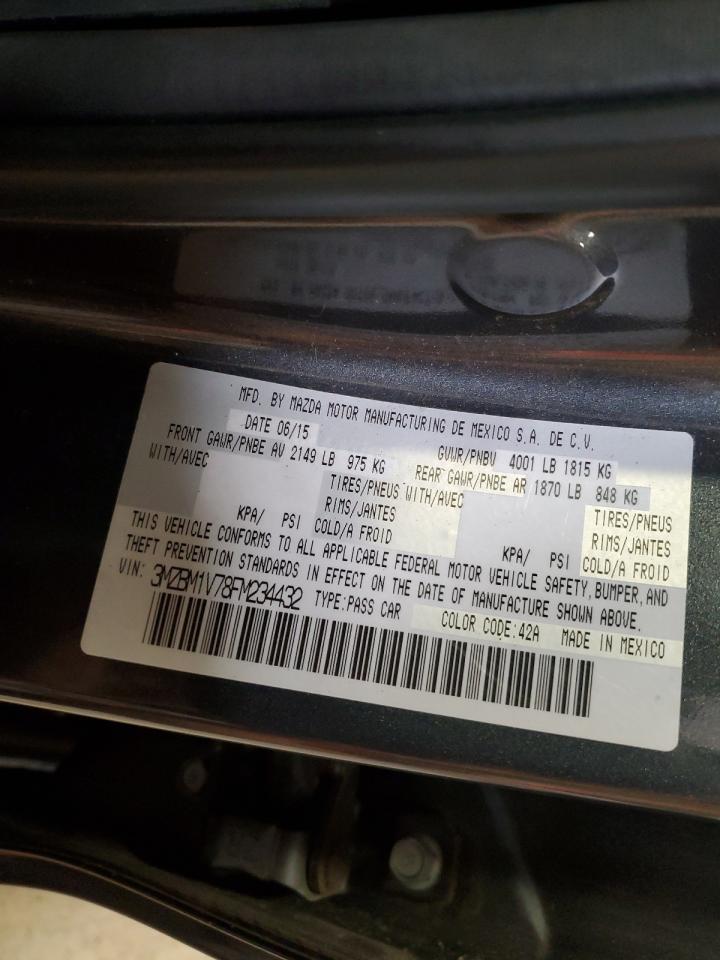 MFD. BY MAZDA MOTOR MANUFACTURING DE MEXICO S.A. DE C.V.
DATE 06/15 GVWR/PNBV 4001 LB 1815 KG
FRONT GAWR/PNBE AV 2149 LB 975 KG REAR GAWR/PNBE AR 1870 LB 848 KG
WITH/AVEC TIRES/PNEUS WITH/AVEC TIRES/PNEUS
RIMS/JANTES RIMS/JANTES
KPA/ PSI COLD/A FROID KPA/ PSI COLD/A FROID
THIS VEHICLE CONFORMS TO ALL APPLICABLE FEDERAL MOTOR VEHICLE SAFETY, BUMPER, AND
THEFT PREVENTION STANDARDS IN EFFECT ON THE DATE OF MANUFACTURE SHOWN ABOVE.
VIN: 3MZBM1V78FM234432 TYPE:PASS CAR COLOR CODE:42A MADE IN MEXICO